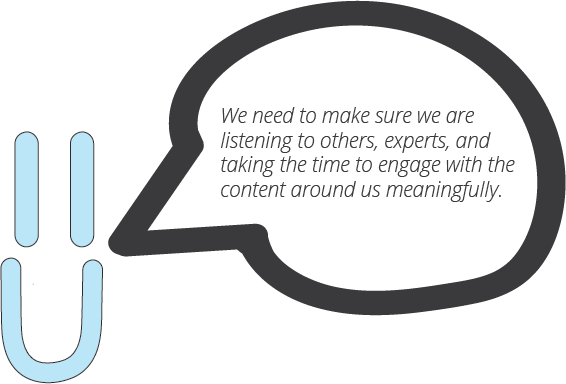 We need to make sure we are
listening to others, experts, and
taking the time to engage with the
content around us meaningfully.